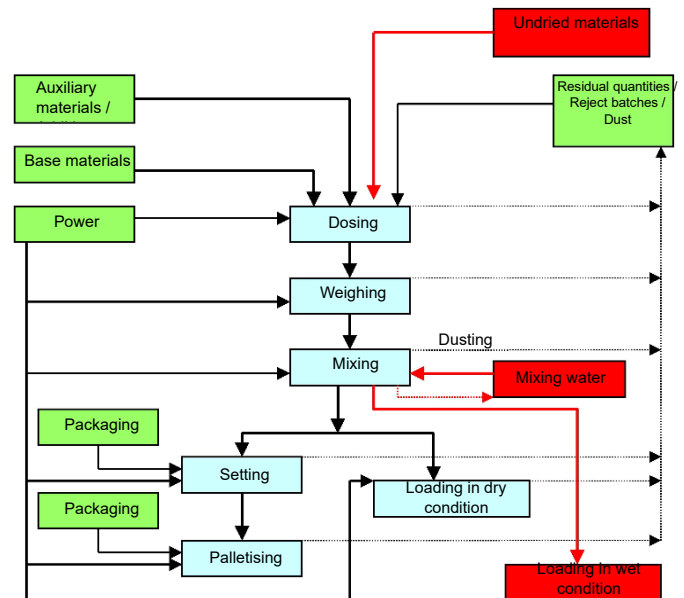 Undried materials
Auxiliary
materials /
Residual quantities /
Reject batches /
Dust
Base materials
Power
Dosing
Weighing
Dusting
Mixing
Mixing water
Packaging
Setting
Loading in dry
condition
Packaging
Palletising
Loading in wet
condition